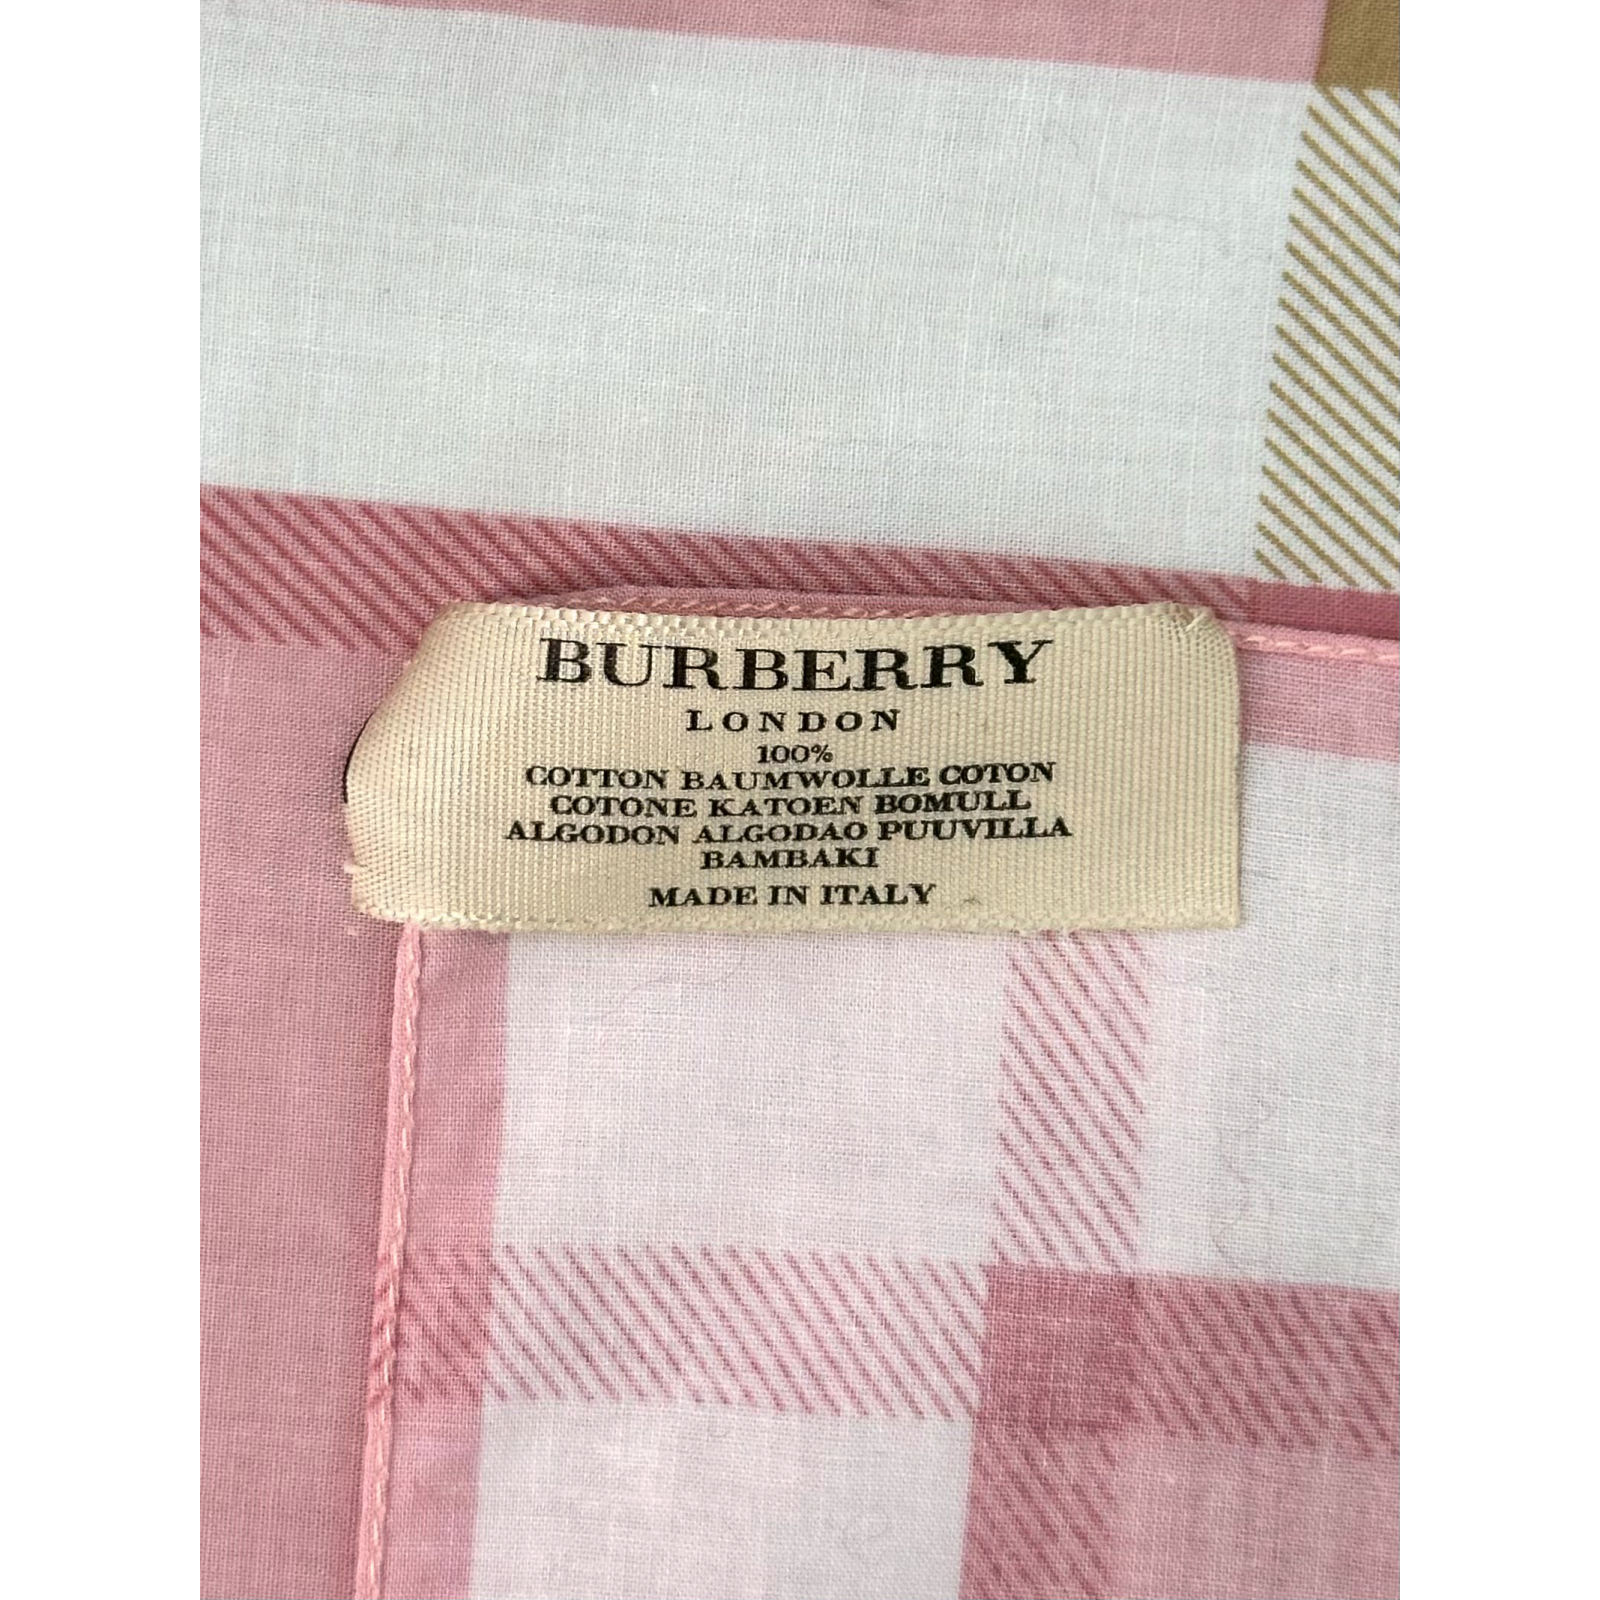 BURBERRY
LONDON
100%
COTTON BAUMWOLLE COTON
COTONE KATOEN BOMULL
ALGODON ALGODAO PUUVILLA
BAMBAKI
MADE IN ITALY